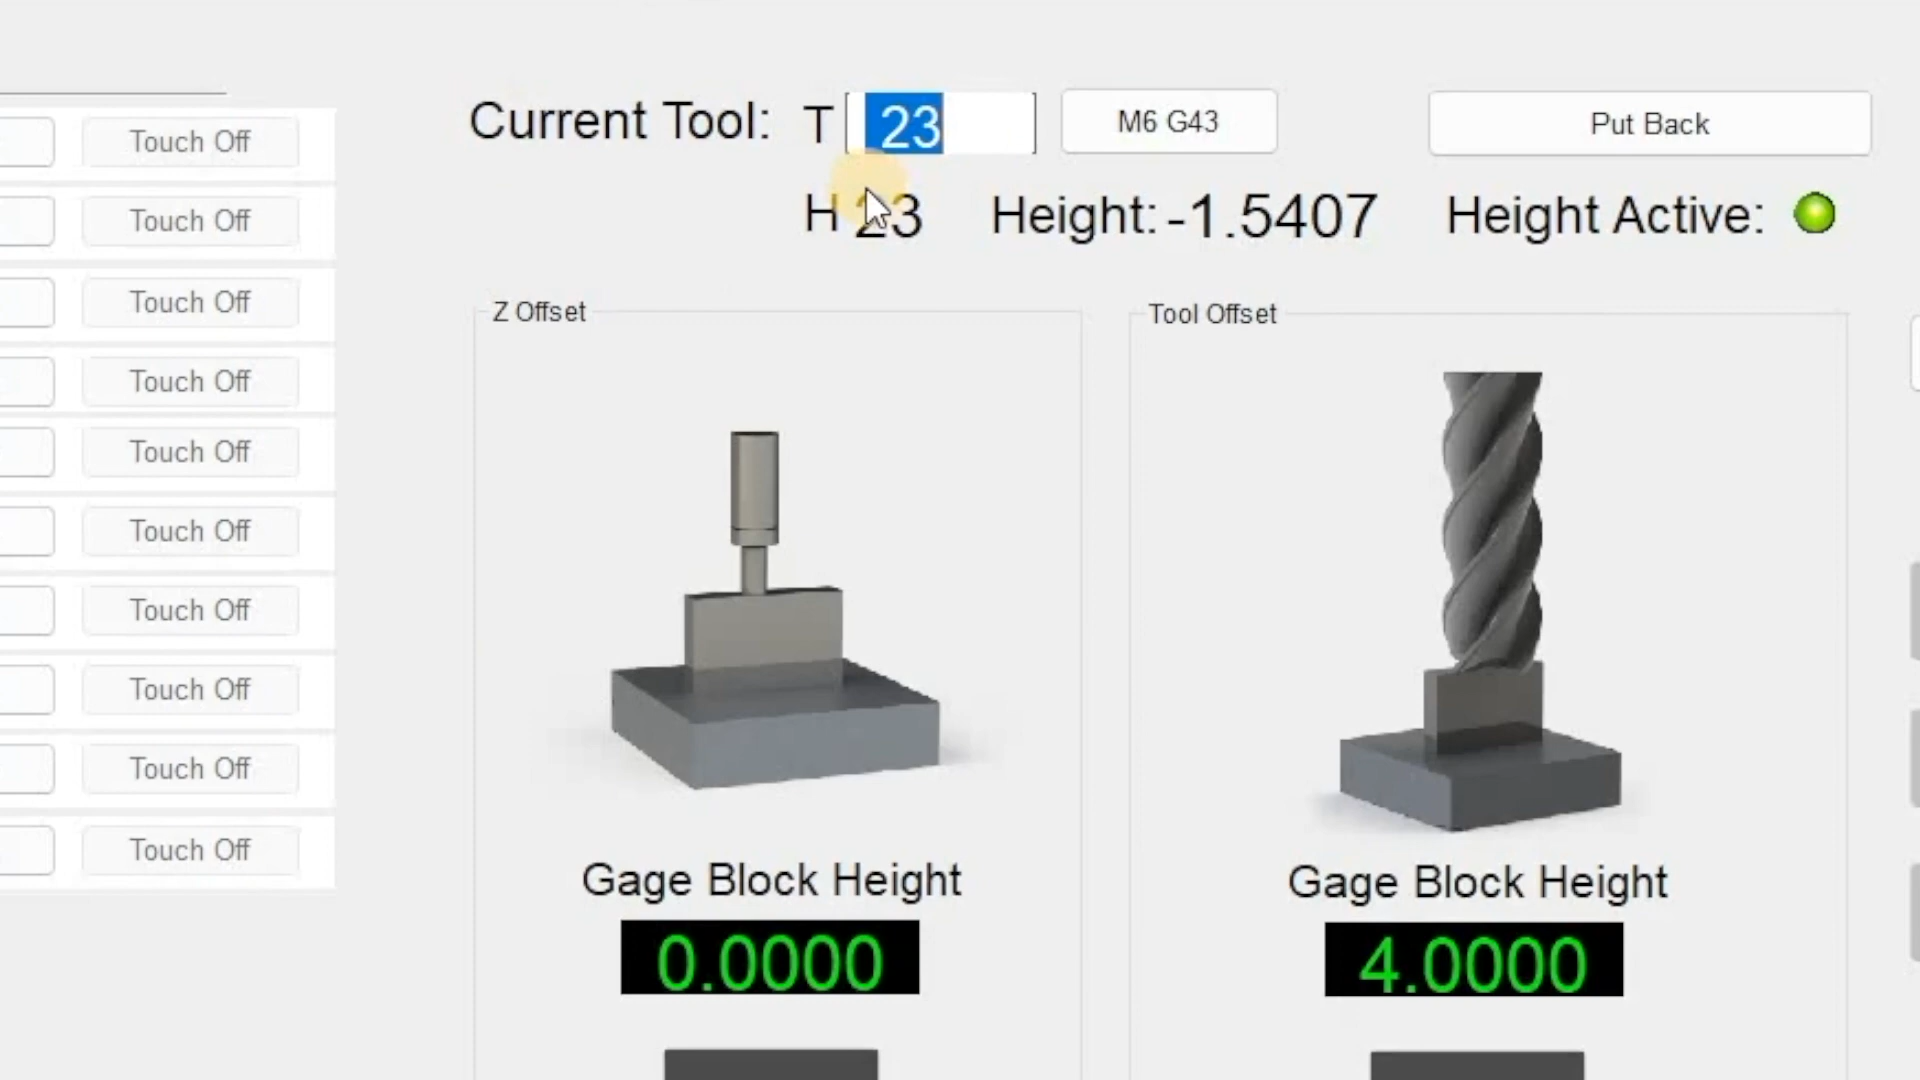 Current Tool: T 23 M6 G43 Put Back
H 23 Height: -1.5407 Height Active:
Touch Off
Touch Off
Touch Off
Touch Off
Touch Off
Touch Off
Touch Off
Touch Off
Touch Off
Touch Off
Z Offset
Gage Block Height
0.0000
Tool Offset
Gage Block Height
4.0000